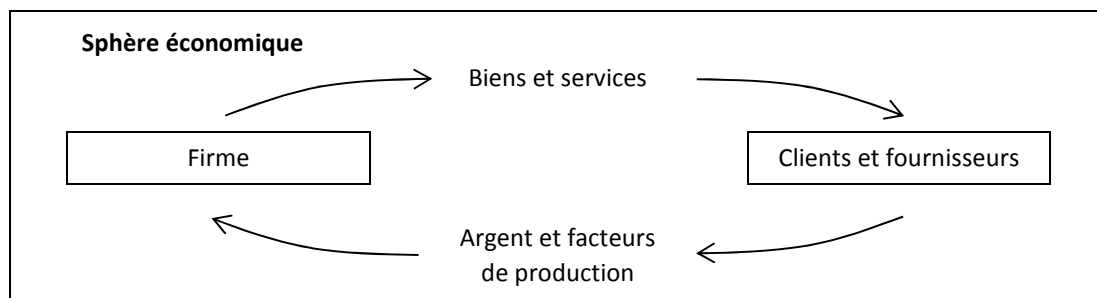 Sphère économique
Biens et services
Firme
Clients et fournisseurs
Argent et facteurs
de production